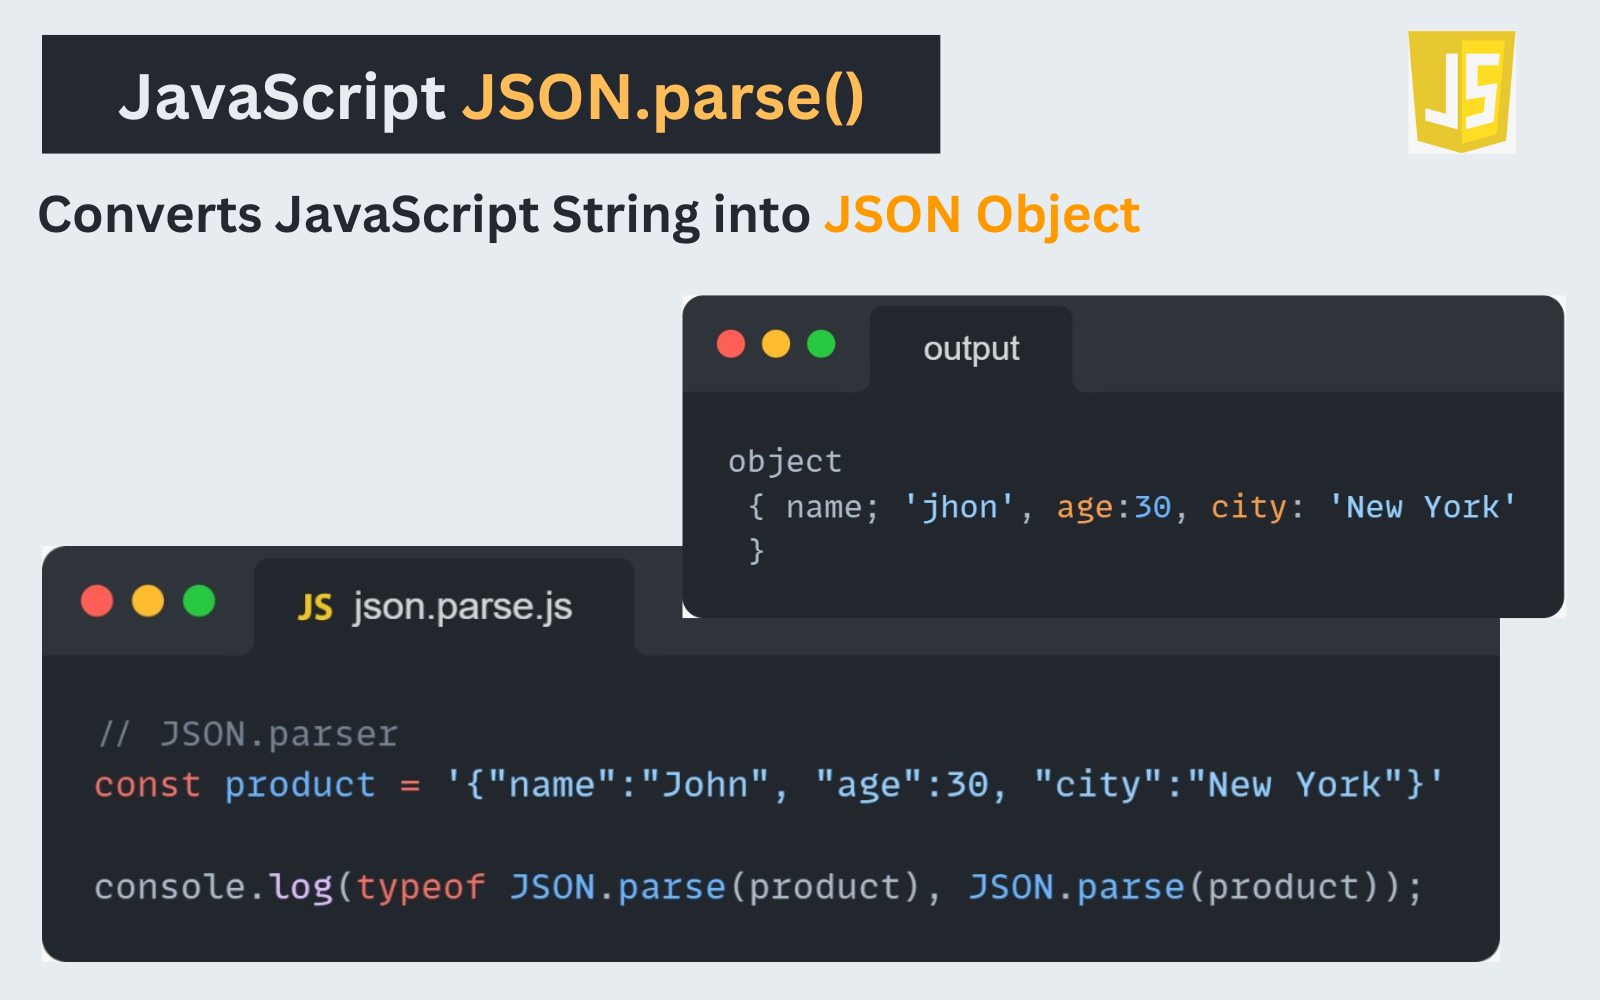 JavaScript JSON.parse()
JS
Converts JavaScript String into JSON Object
output
object
{ name; 'jhon', age:30, city: 'New York'
}
JS json.parse.js
// JSON.parser
const product = '{"name":"John", "age":30, "city":"New York"}'
console.log(typeof JSON.parse(product), JSON.parse(product));